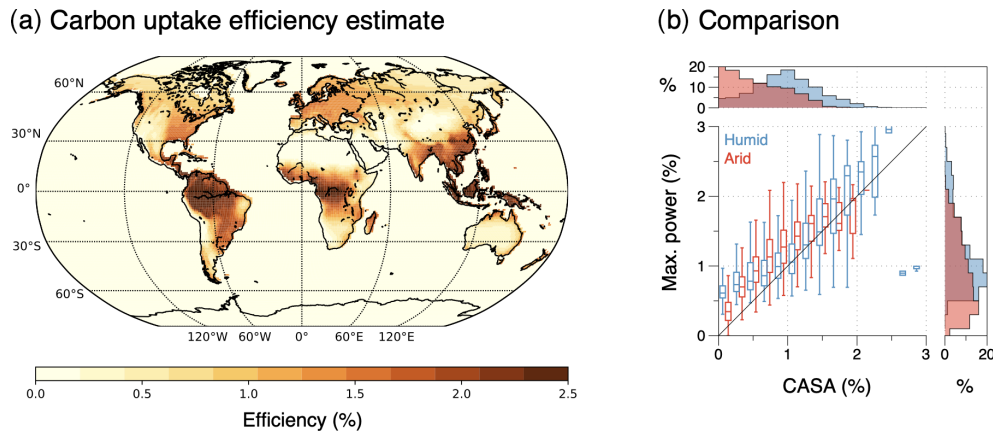 (a) Carbon uptake efficiency estimate
60°N
30°N
0°
30°S
60°S
120°W 60°W 0° 60°E 120°E
0.0 0.5 1.0 1.5 2.0 2.5
Efficiency (%)
(b) Comparison
%
20
10
0
Humid
Arid
Max. power (%)
3
2
1
0
0 1 2 3
CASA (%)
0 20
%